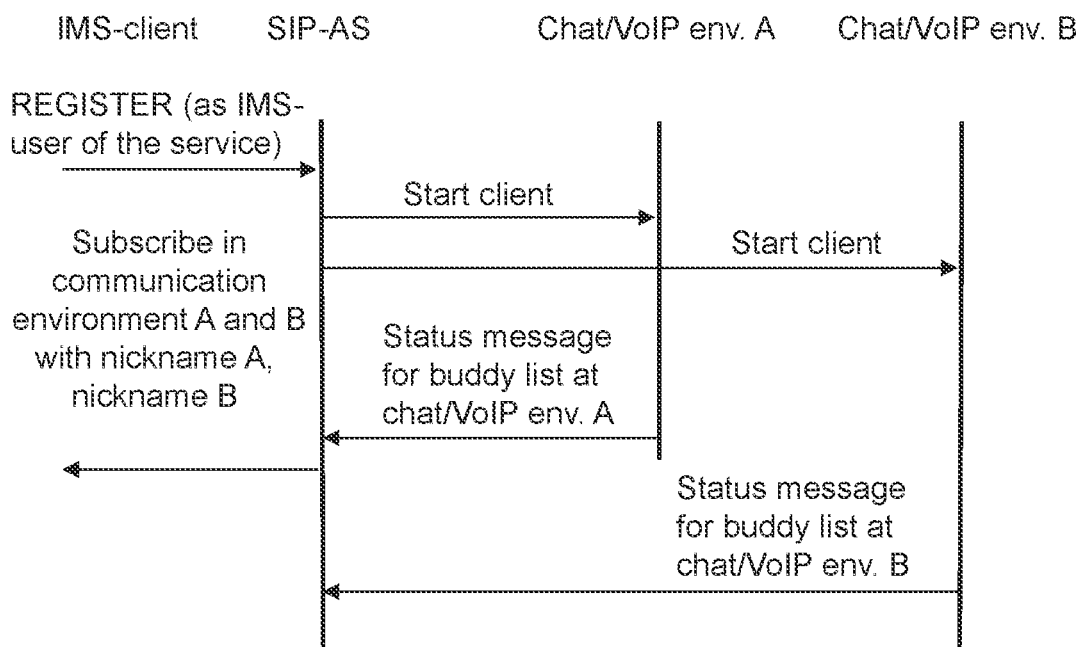 IMS-client SIP-AS Chat/VoIP env. A Chat/VoIP env. B
REGISTER (as IMS-
user of the service)
Start client
Start client
Subscribe in
communication
environment A and B
with nickname A,
nickname B
Status message
for buddy list at
chat/VoIP env. A
Status message
for buddy list at
chat/VoIP env. B